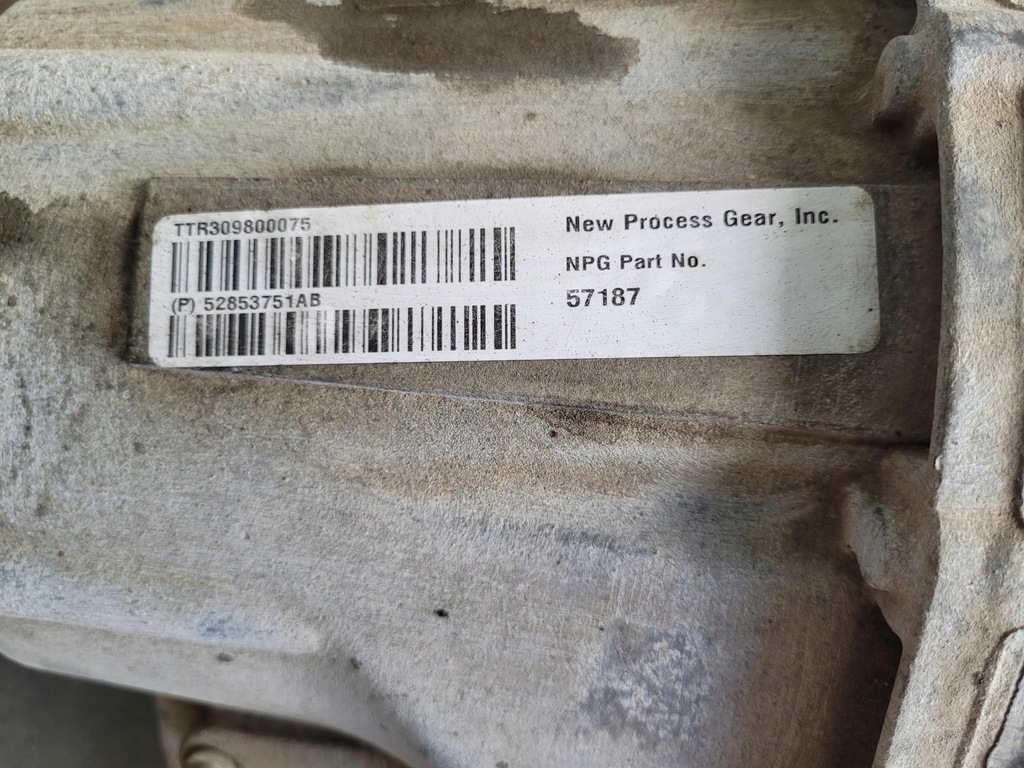 TTR309800075
(P) 52853751AB
New Process Gear, Inc.
NPG Part No.
57187